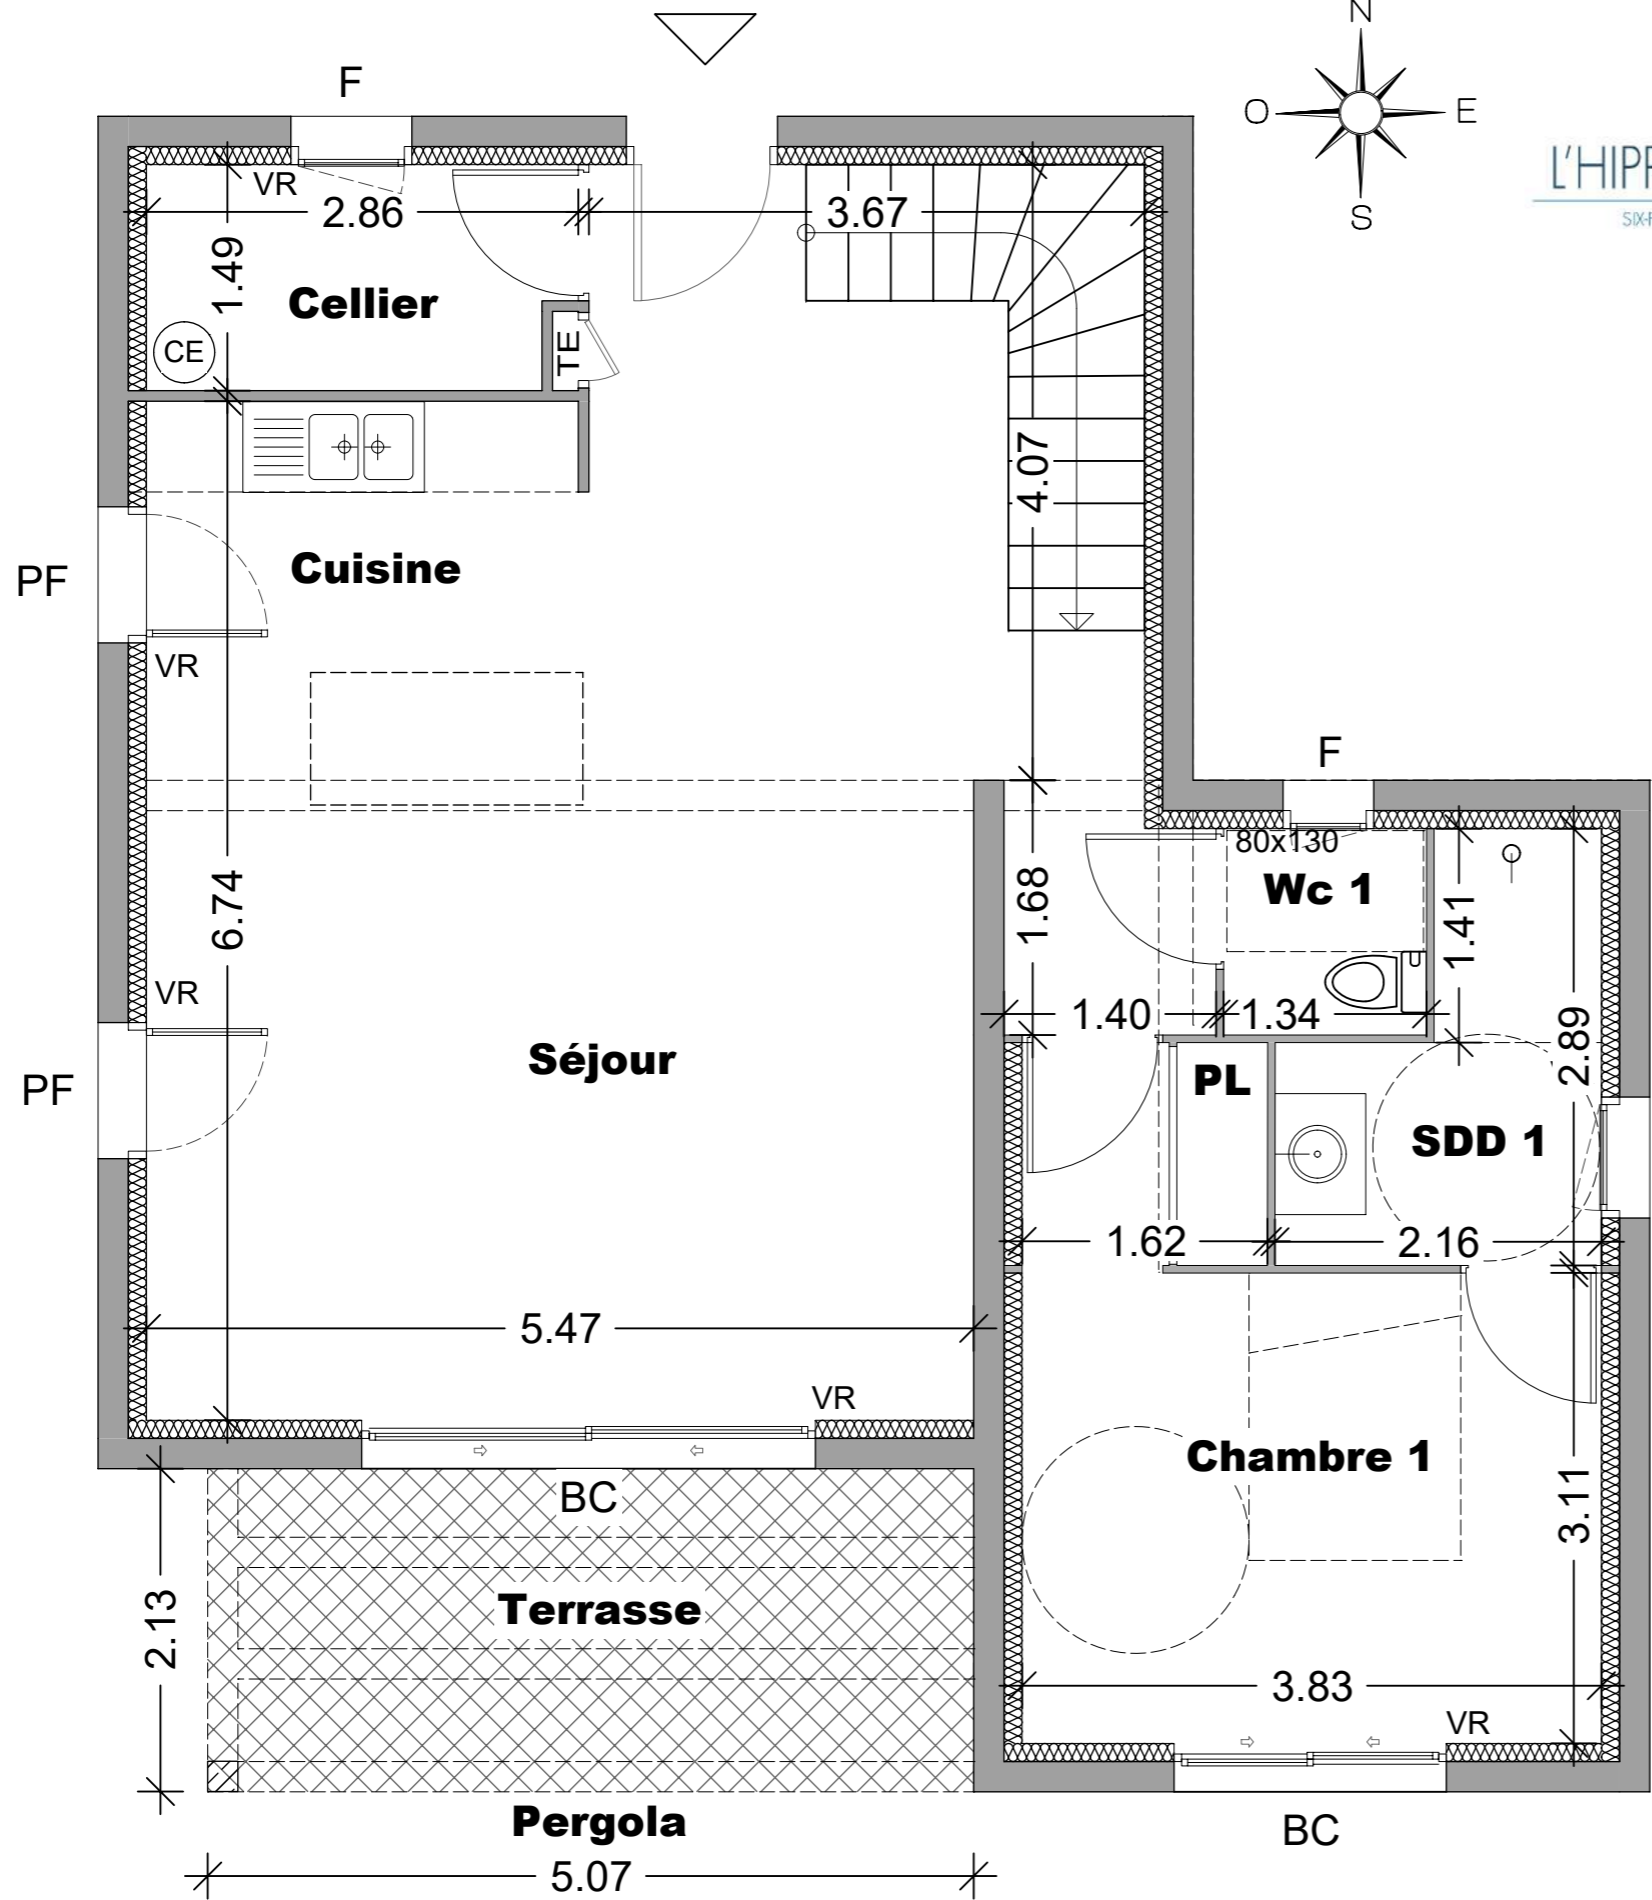 N
F
O
E
L'HIPP
SIX-F
S
VR
2.86
3.67
1.49
Cellier
CE
TE
4.07
Cuisine
PF
VR
F
80x130
Wc 1
1.68
1.41
6.74
VR
1.40
1.34
2.89
Séjour
PF
PL
SDD 1
1.62
2.16
5.47
VR
BC
Chambre 1
3.11
2.13
Terrasse
3.83
VR
Pergola
BC
5.07